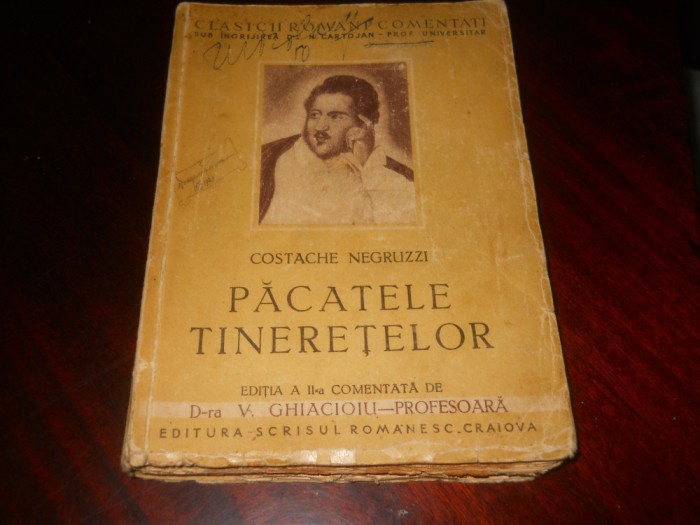 CLASICII ROMÂNI COMENTAȚI
SUB ÎNGRIJIREA D-L N. CARTOJAN - PROF. UNIVERSITAR
COSTACHE NEGRUZZI
PĂCATELE
TINEREȚELOR
EDIȚIA A II-a COMENTATĂ DE
D-ra V. GHIACIOIU—PROFESOARĂ
EDITURA-SCRISUL ROMÂNESC-CRAIOVA